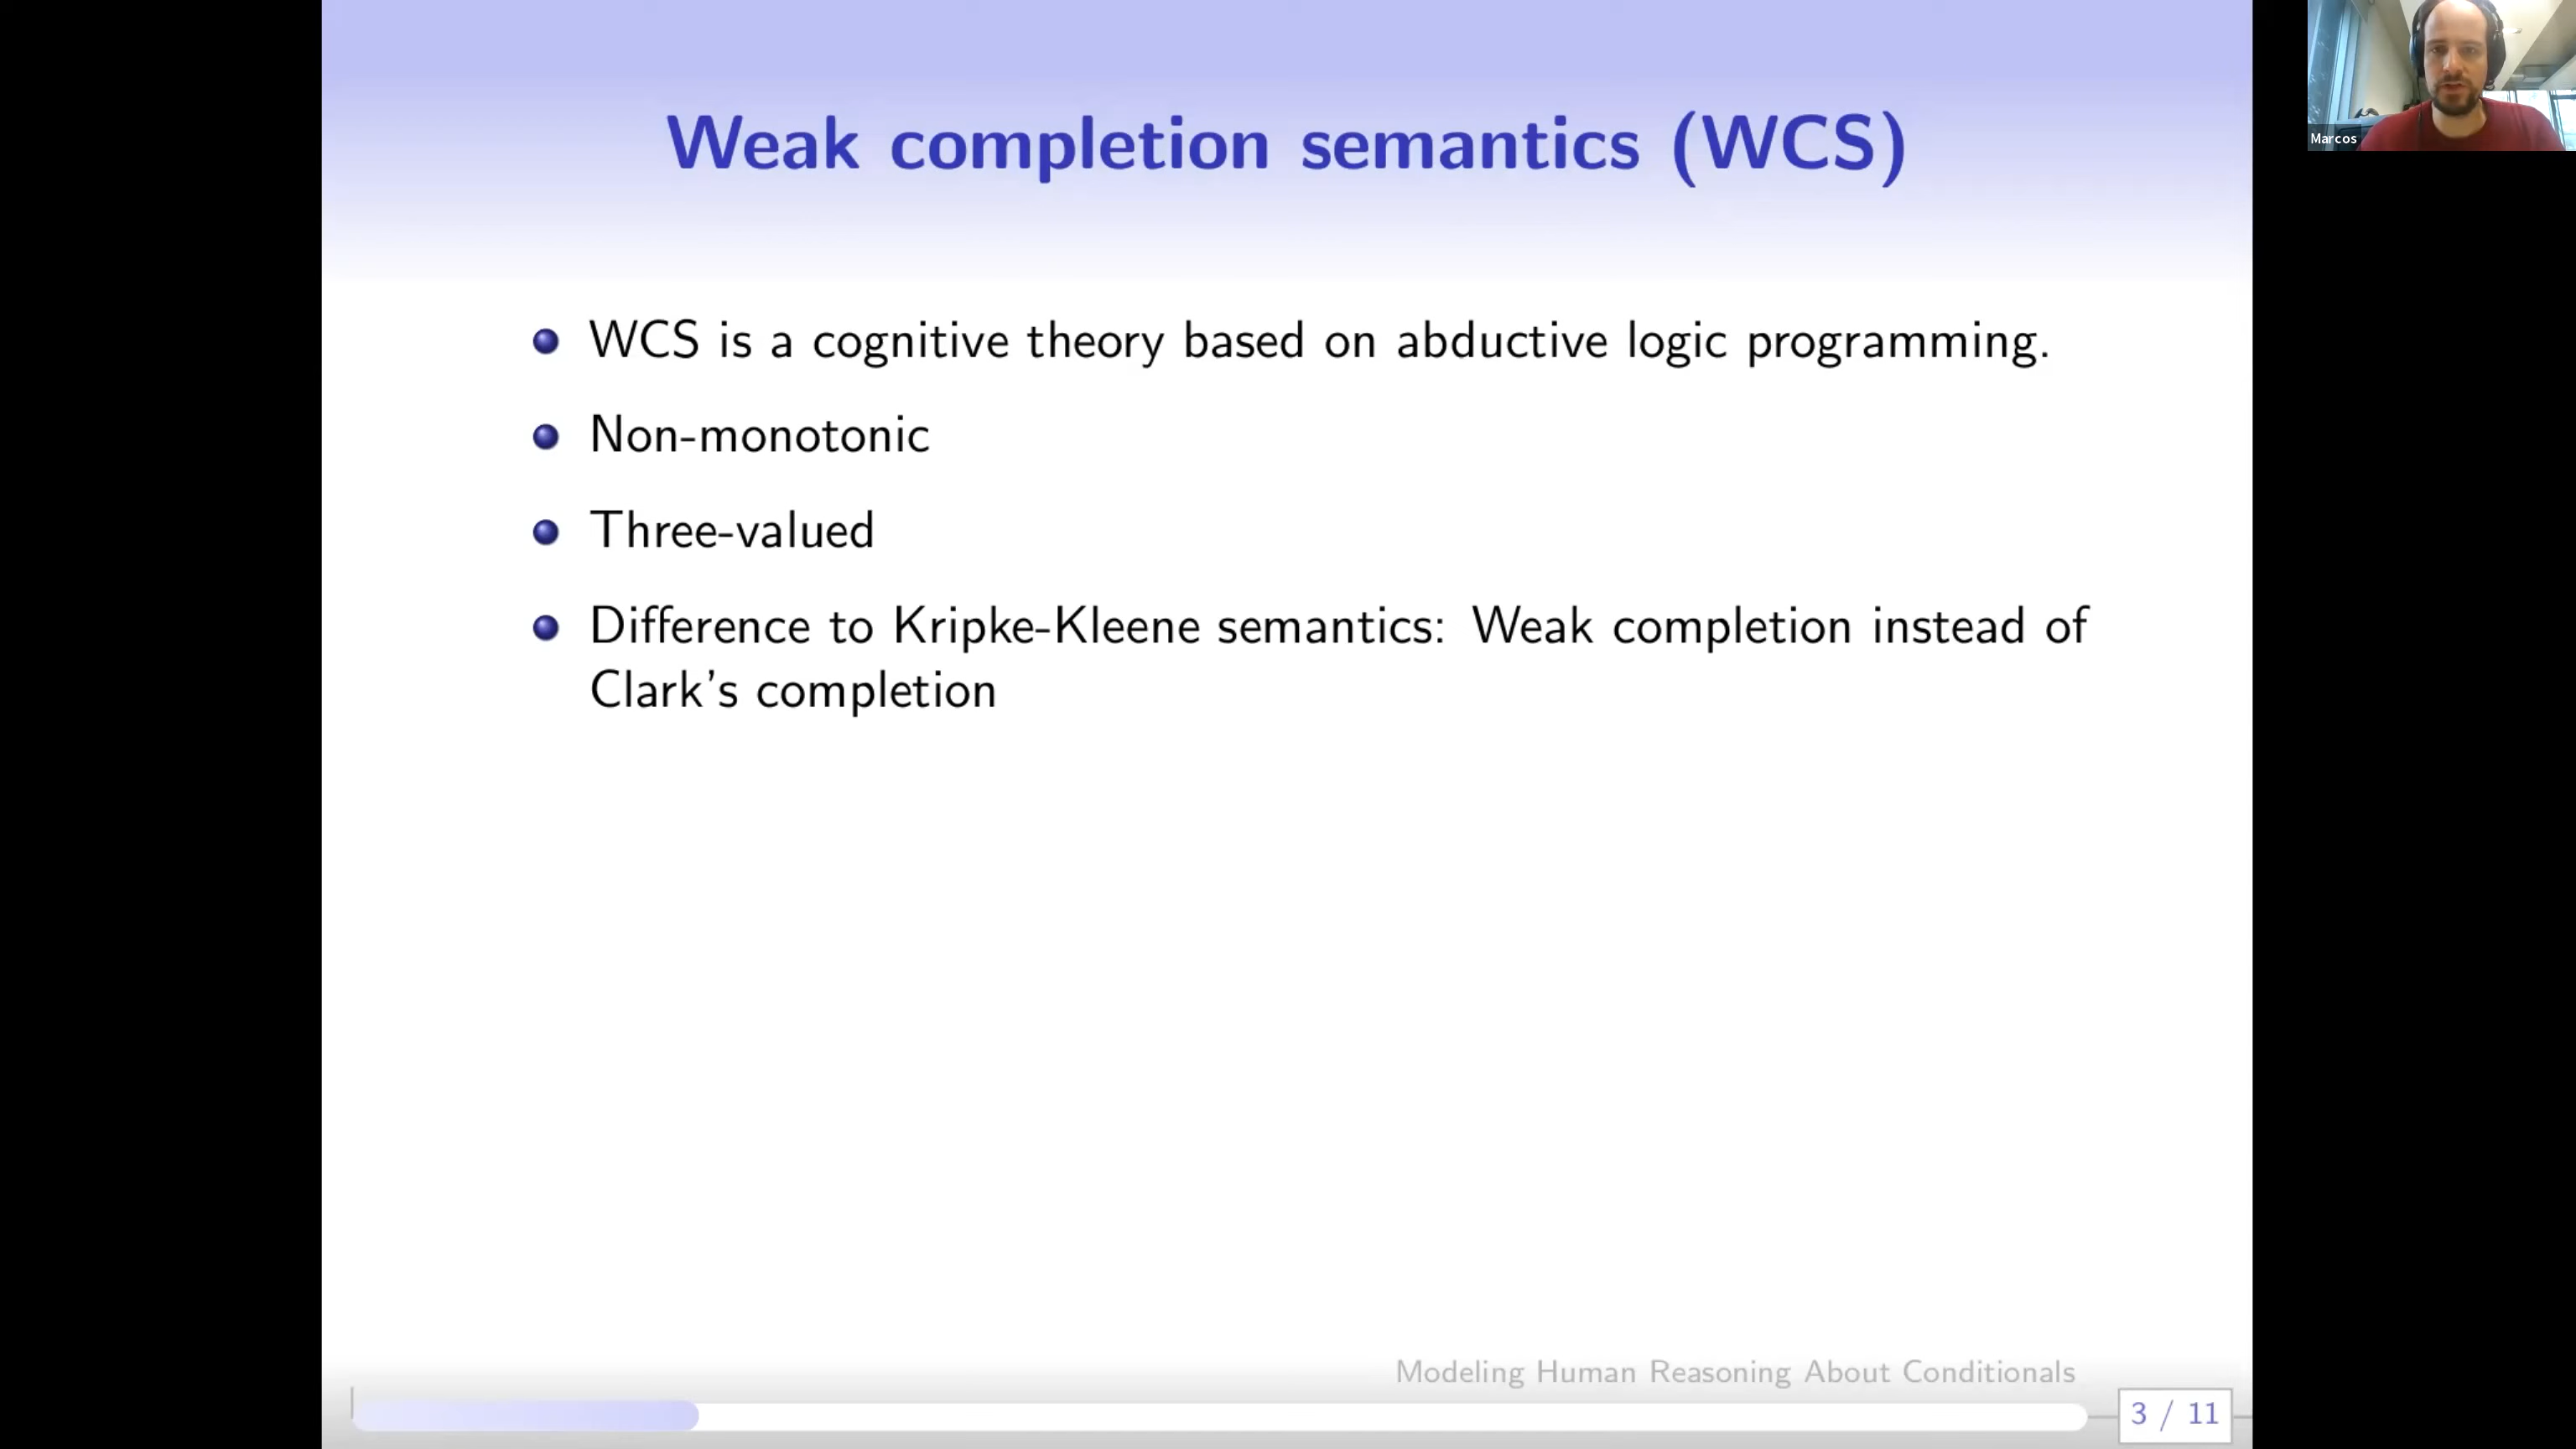 Weak completion semantics (WCS)
Marcos
WCS is a cognitive theory based on abductive logic programming.
Non-monotonic
Three-valued
Difference to Kripke-Kleene semantics: Weak completion instead of
Clark's completion
Modeling Human Reasoning About Conditionals
3 / 11